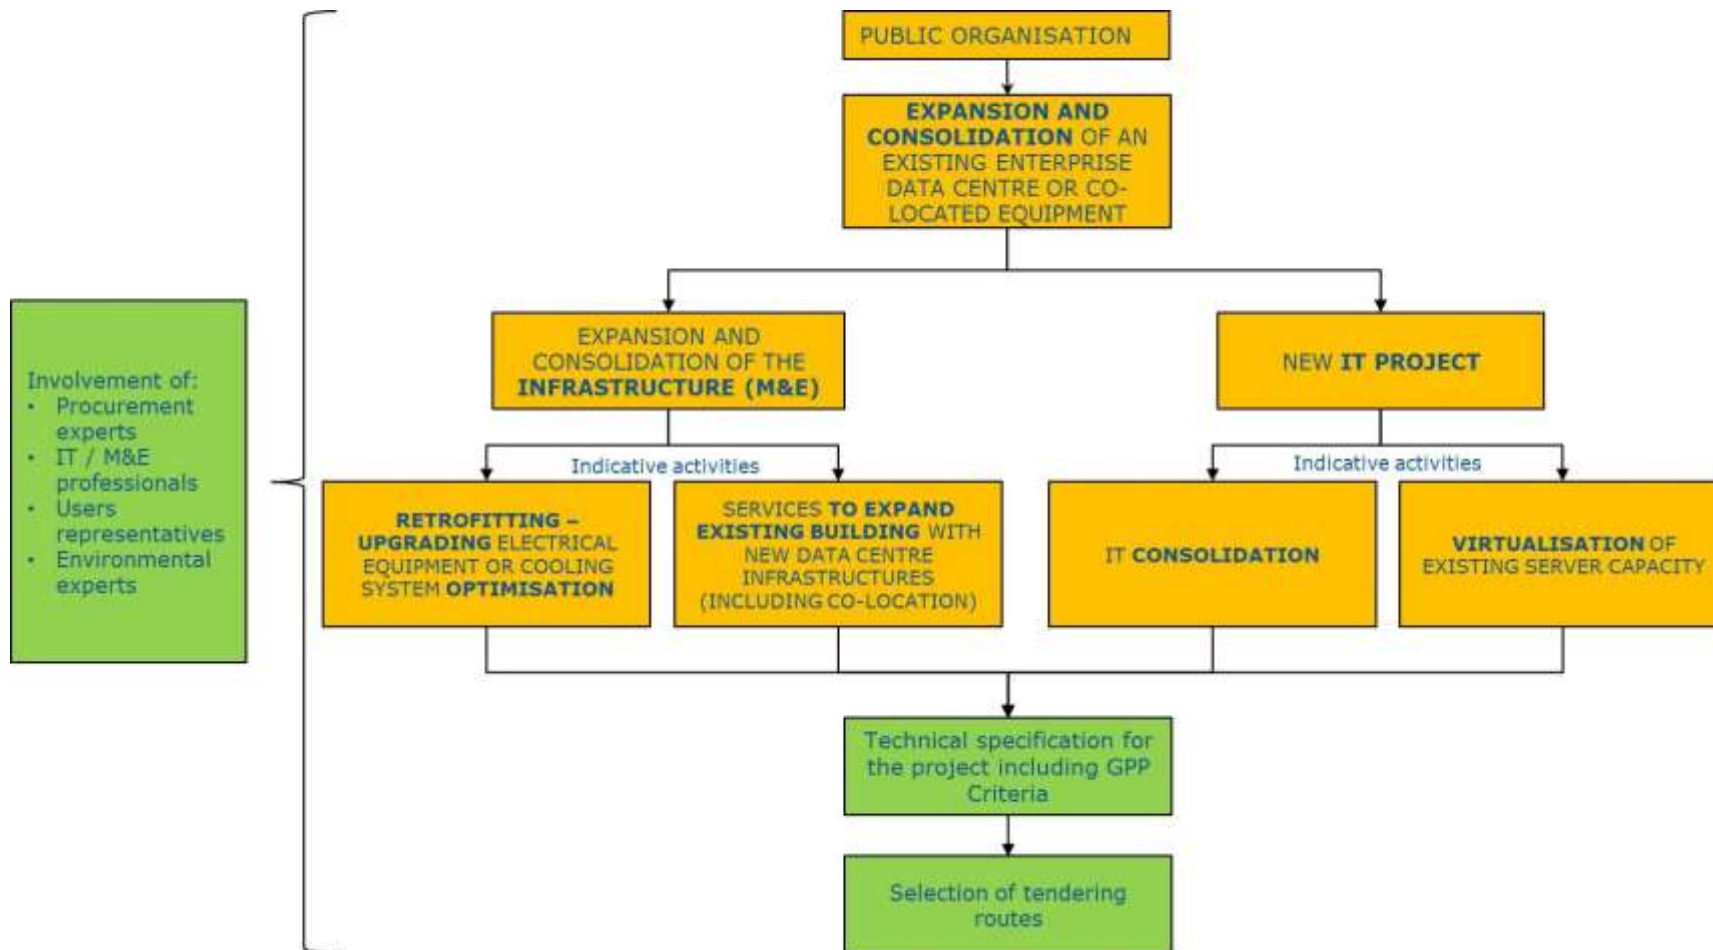 PUBLIC ORGANISATION
EXPANSION AND
CONSOLIDATION OF AN
EXISTING ENTERPRISE
DATA CENTRE OR CO-
LOCATED EQUIPMENT
Involvement of:
• Procurement
experts
• IT / M&E
professionals
• Users
representatives
• Environmental
experts
EXPANSION AND
CONSOLIDATION OF THE
INFRASTRUCTURE (M&E)
NEW IT PROJECT
Indicative activities
Indicative activities
RETROFITTING –
UPGRADING ELECTRICAL
EQUIPMENT OR COOLING
SYSTEM OPTIMISATION
SERVICES TO EXPAND
EXISTING BUILDING WITH
NEW DATA CENTRE
INFRASTRUCTURES
(INCLUDING CO-LOCATION)
IT CONSOLIDATION
VIRTUALISATION OF
EXISTING SERVER CAPACITY
Technical specification for
the project including GPP
Criteria
Selection of tendering
routes